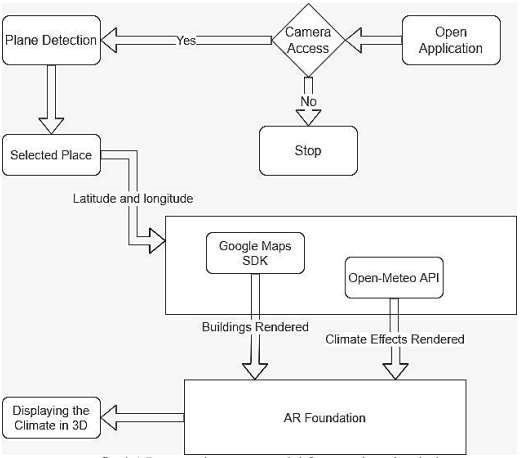 Plane Detection
Yes
Camera
Access
Open
Application
No
Stop
Selected Place
Latitude and longitude
Google Maps
SDK
Open-Meteo API
Buildings Rendered
Climate Effects Rendered
Displaying the
Climate in 3D
AR Foundation